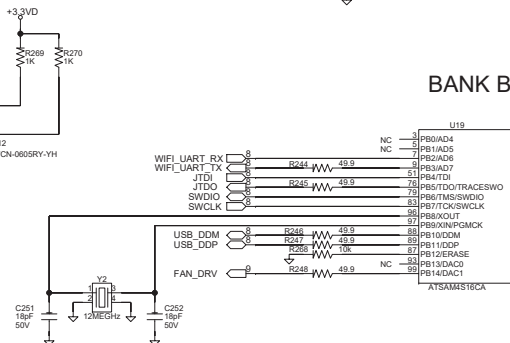 +3.3VD
R269
1K
R270
1K
BANK B
12
CN-0605RY-YH
U19
NC 3 PB0/AD4
NC 5 PB1/AD5
WIFI_UART_RX 8 7 PB2/AD6
WIFI_UART_TX 8 R244 49.9 9 PB3/AD7
JTDI 8 51 PB4/TDI
JTDO 8 R245 49.9 76 PB5/TDO/TRACESWO
SWDIO 8 79 PB6/TMS/SWDIO
SWCLK 8 83 PB7/TCK/SWCLK
96 PB8/XOUT
97 PB9/XIN/PGMCK
USB_DDM 8 R246 49.9 88 PB10/DDM
USB_DDP 8 R247 49.9 89 PB11/DDP
R268 10k 87 PB12/ERASE
NC 93 PB13/DAC0
FAN_DRV 9 R248 49.9 99 PB14/DAC1
ATSAM4S16CA
Y2
1 3
2 4
12MEGHz
C251
18pF
50V
C252
18pF
50V